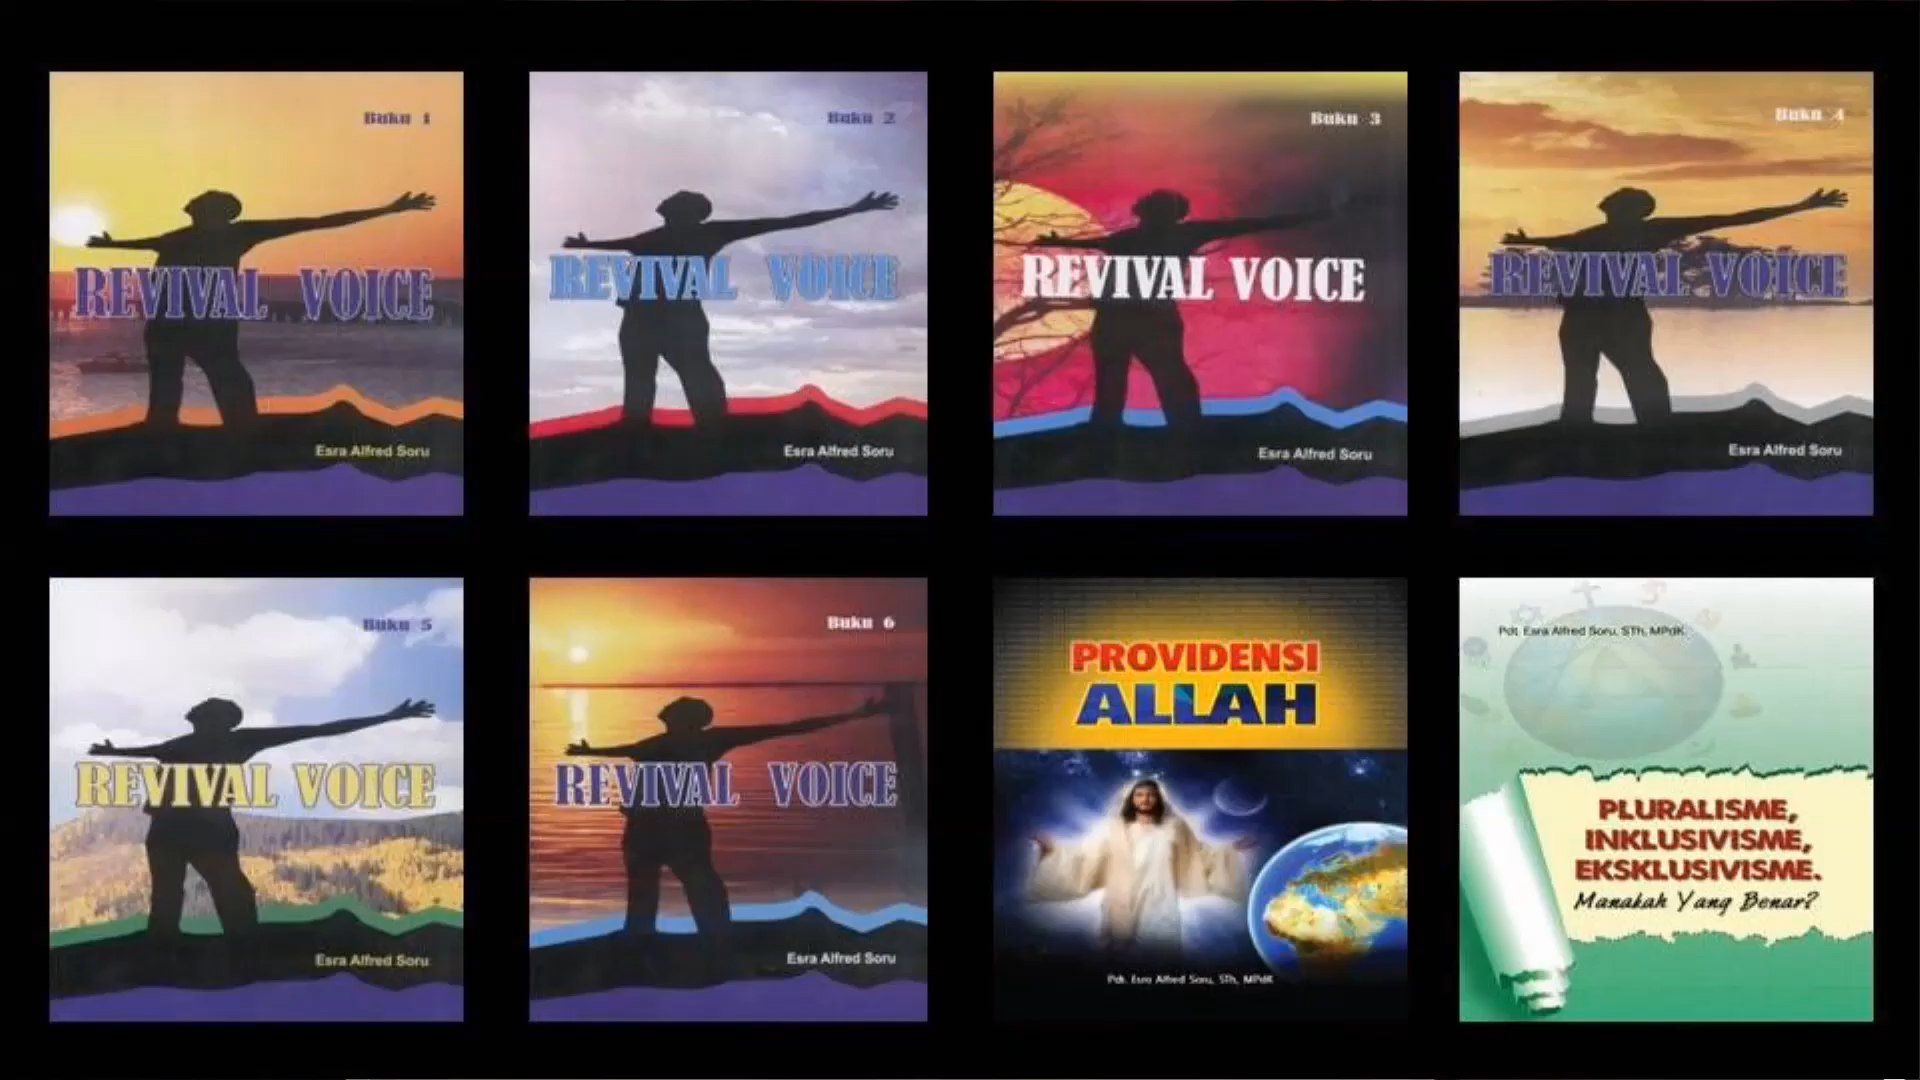 Buku 1
REVIVAL VOICE
Esra Alfred Soru
Buku 2
REVIVAL VOICE
Esra Alfred Soru
Buku 3
REVIVAL VOICE
Esra Alfred Soru
Buku 4
REVIVAL VOICE
Esra Alfred Soru
Buku 5
REVIVAL VOICE
Esra Alfred Soru
Buku 6
REVIVAL VOICE
Esra Alfred Soru
PROVIDENSI
ALLAH
Pdt. Esra Alfred Soru, STh, MPdK
Pdt. Esra Alfred Soru, STh, MPdK
PLURALISME,
INKLUSIVISME,
EKSKLUSIVISME.
Manakah Yang Benar?